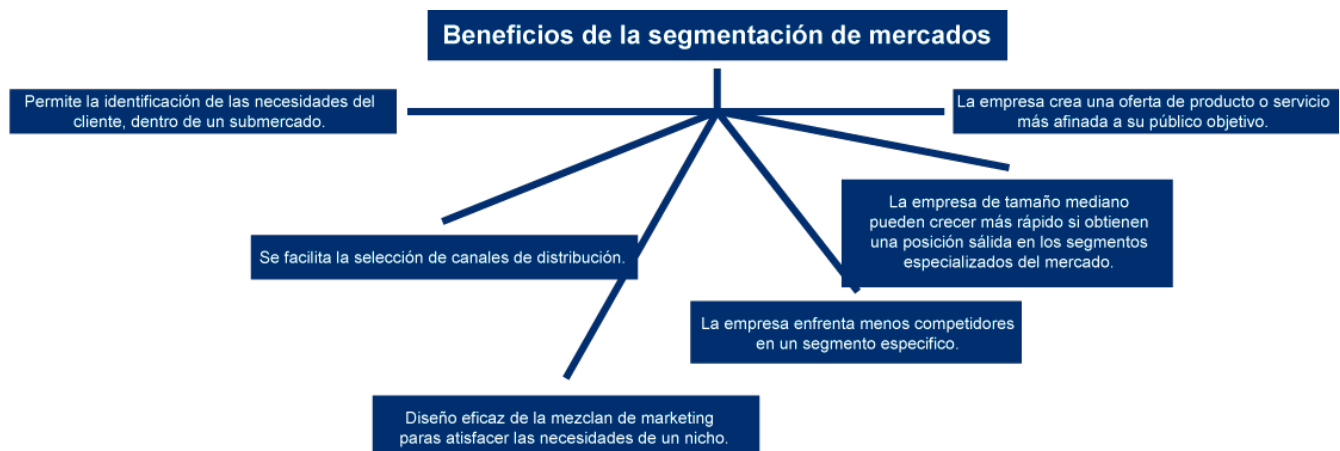 Beneficios de la segmentación de mercados
Permite la identificación de las necesidades del
cliente, dentro de un submercado.
La empresa crea una oferta de producto o servicio
más afinada a su público objetivo.
La empresa de tamaño mediano
pueden crecer más rápido si obtienen
una posición sálida en los segmentos
especializados del mercado.
Se facilita la selección de canales de distribución.
La empresa enfrenta menos competidores
en un segmento especifico.
Diseño eficaz de la mezclan de marketing
paras atisfacer las necesidades de un nicho.